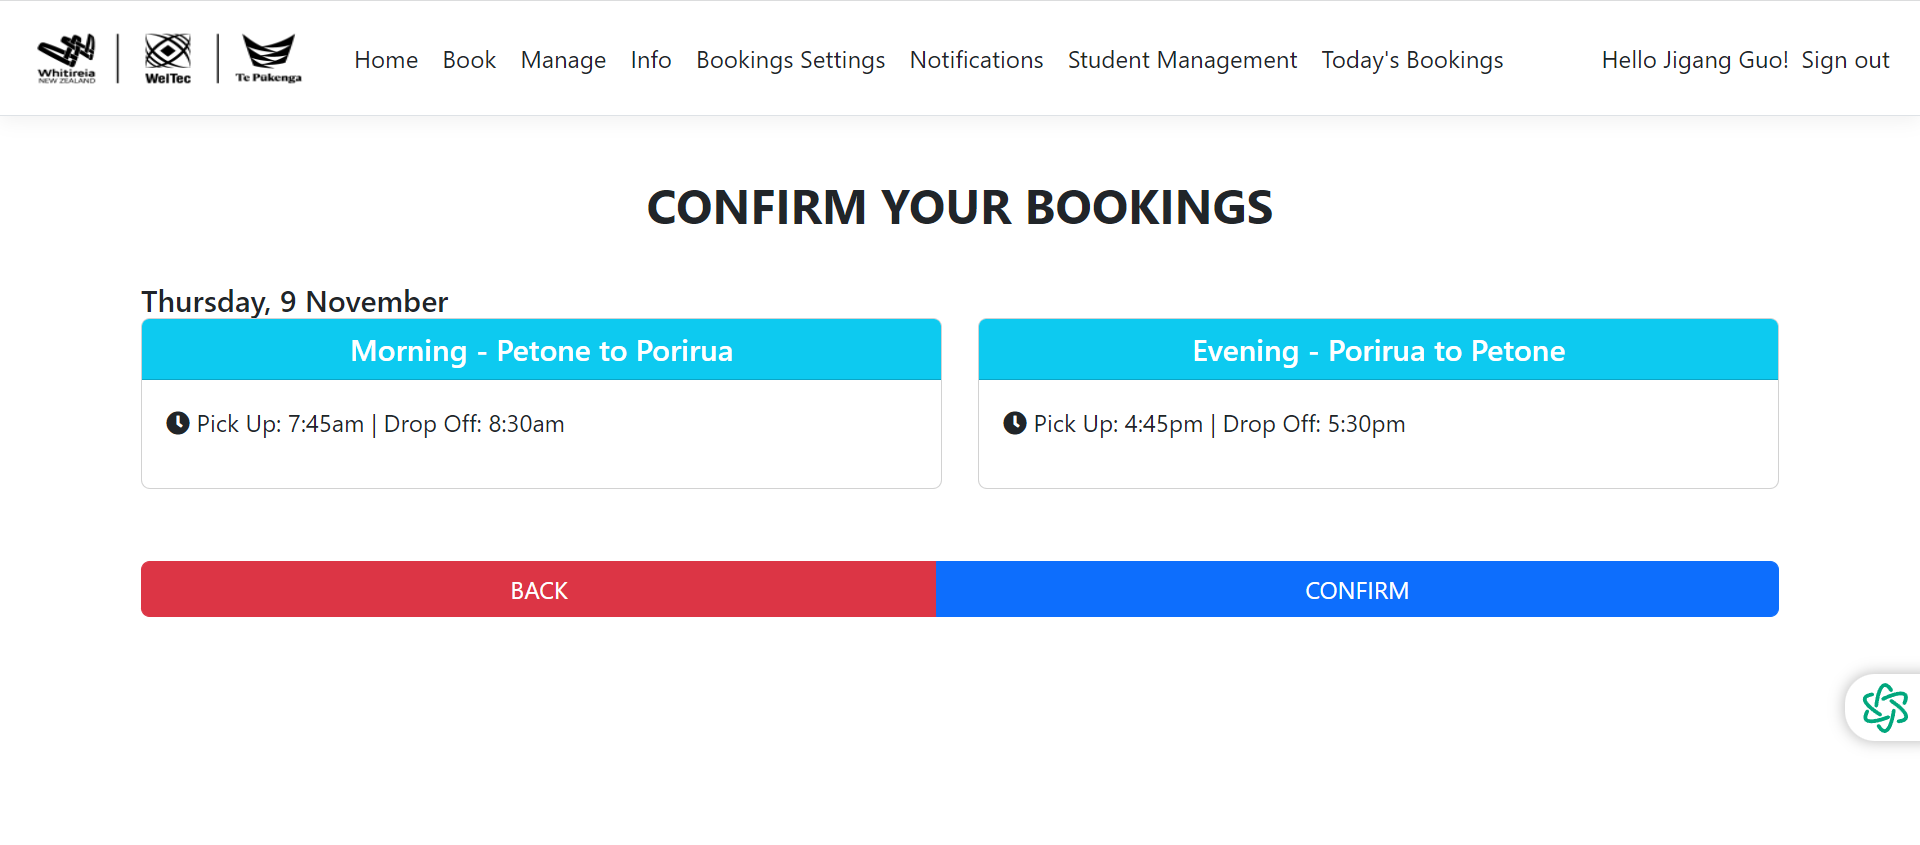 Whitireia
NEW ZEALAND
WelTec
Te Pūkenga
Home Book Manage Info Bookings Settings Notifications Student Management Today's Bookings Hello Jigang Guo! Sign out
CONFIRM YOUR BOOKINGS
Thursday, 9 November
Morning - Petone to Porirua
Pick Up: 7:45am | Drop Off: 8:30am
Evening - Porirua to Petone
Pick Up: 4:45pm | Drop Off: 5:30pm
BACK CONFIRM